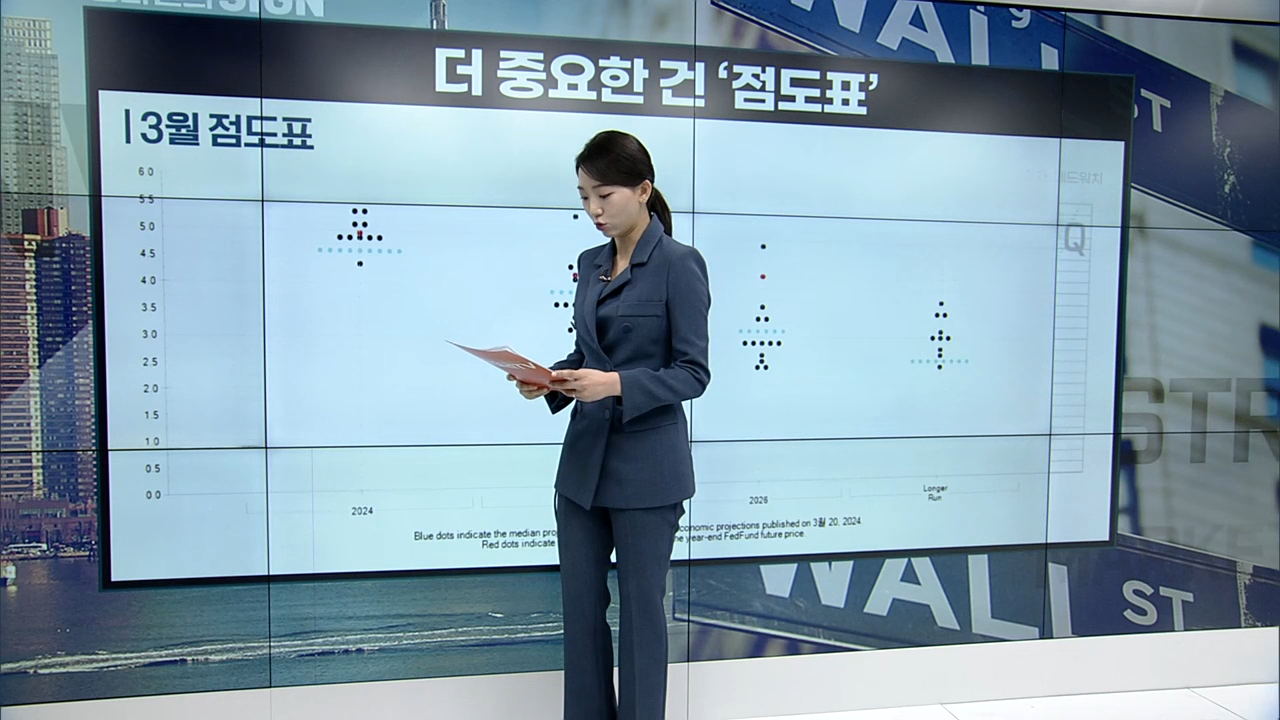 SIGN
WALL
ST
더 중요한 건 ‘점도표’
3월 점도표
6 0
5 5
5 0
4 5
4 0
3 5
3 0
2 5
2 0
1 5
1 0
0 5
0 0
Q
2024
2026
Longer
Run
Blue dots indicate the median economic projections published on 3월 20, 2024.
Red dots indicate the year-end FedFund future price.
STR
WALL ST